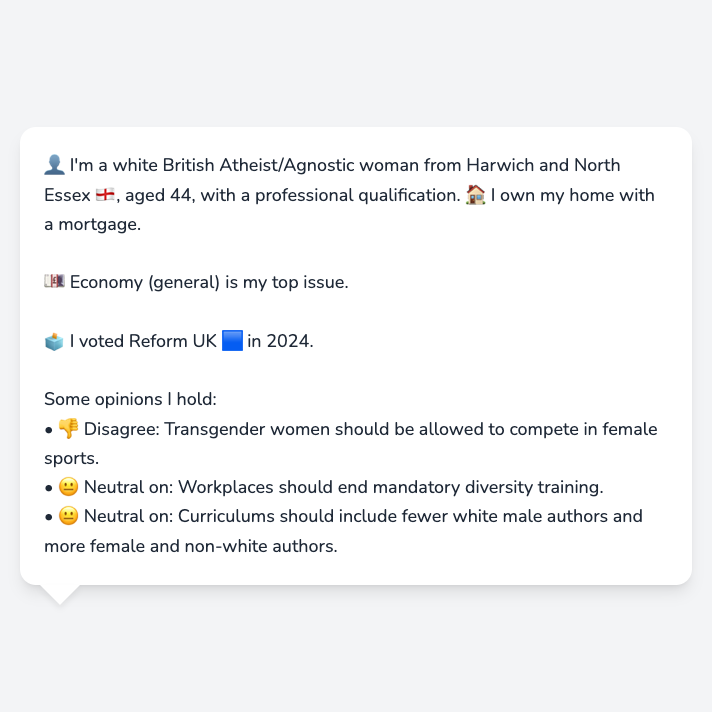 👤 I'm a white British Atheist/Agnostic woman from Harwich and North
Essex 🏴󠁧󠁢󠁥󠁮󠁧󠁿, aged 44, with a professional qualification. 🏠 I own my home with
a mortgage.
💷 Economy (general) is my top issue.
🗳️ I voted Reform UK 🟦 in 2024.
Some opinions I hold:
• 👎 Disagree: Transgender women should be allowed to compete in female
sports.
• 😐 Neutral on: Workplaces should end mandatory diversity training.
• 😐 Neutral on: Curriculums should include fewer white male authors and
more female and non-white authors.